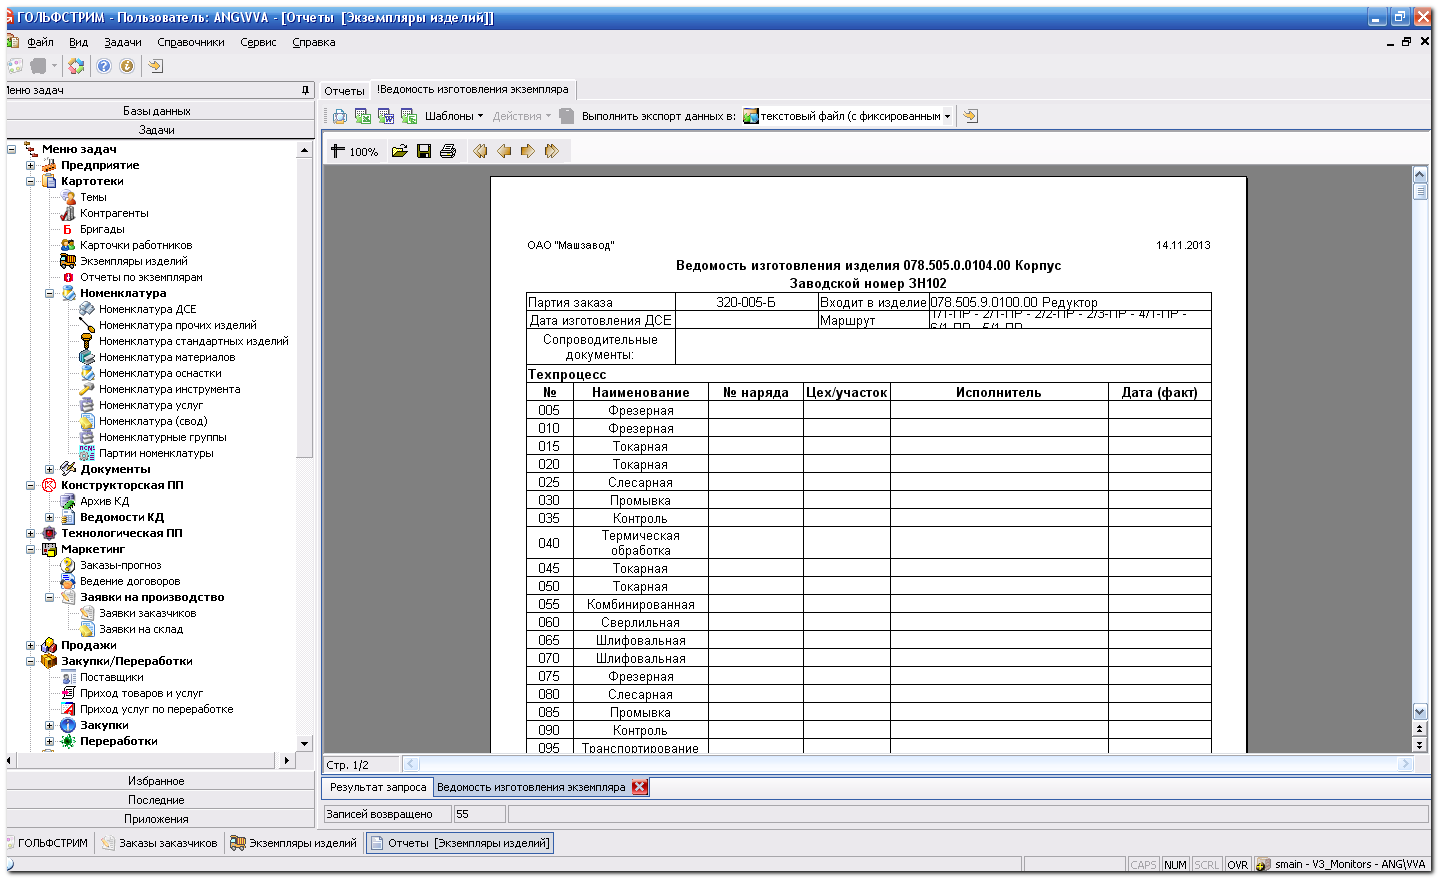 ГОЛЬФСТРИМ - Пользователь: ANG\VVA - [Отчеты  [Экземпляры изделий]]
Файл Вид Задачи Справочники Сервис Справка
Меню задач
Базы данных
Задачи
Меню задач
Предприятие
Картотеки
Темы
Контрагенты
Бригады
Карточки работников
Экземпляры изделий
Отчеты по экземплярам
Номенклатура
Номенклатура ДСЕ
Номенклатура прочих изделий
Номенклатура стандартных изделий
Номенклатура материалов
Номенклатура оснастки
Номенклатура инструмента
Номенклатура услуг
Номенклатура (свод)
Номенклатурные группы
Партии номенклатуры
Документы
Конструкторская ПП
Архив КД
Ведомости КД
Технологическая ПП
Маркетинг
Заказы-прогноз
Ведение договоров
Заявки на производство
Заявки заказчиков
Заявки на склад
Продажи
Закупки/Переработки
Поставщики
Приход товаров и услуг
Приход услуг по переработке
Закупки
Переработки
Избранное
Последние
Приложения
Отчеты !Ведомость изготовления экземпляра
Шаблоны Действия Выполнить экспорт данных в: текстовый файл (с фиксированным
100%
ОАО "Машзавод" 14.11.2013
Ведомость изготовления изделия 078.505.0.0104.00 Корпус
Заводской номер ЗН102
Партия заказа 320-005-Б Входит в изделие 078.505.9.0100.00 Редуктор
Дата изготовления ДСЕ Маршрут 1/1-ПР - 2/1-ПР - 2/2-ПР - 2/3-ПР - 4/1-ПР -
6/1-ПР - 5/1-ПР
Сопроводительные
документы:
Техпроцесс
№ Наименование № наряда Цех/участок Исполнитель Дата (факт)
005 Фрезерная
010 Фрезерная
015 Токарная
020 Токарная
025 Слесарная
030 Промывка
035 Контроль
040 Термическая
обработка
045 Токарная
050 Токарная
055 Комбинированная
060 Сверлильная
065 Шлифовальная
070 Шлифовальная
075 Фрезерная
080 Слесарная
085 Промывка
090 Контроль
095 Транспортирование
Стр. 1/2
Результат запроса Ведомость изготовления экземпляра
Записей возвращено 55
ГОЛЬФСТРИМ Заказы заказчиков Экземпляры изделий Отчеты  [Экземпляры изделий]
CAPS NUM SCRL OVR smain - V3_Monitors - ANG\VVA